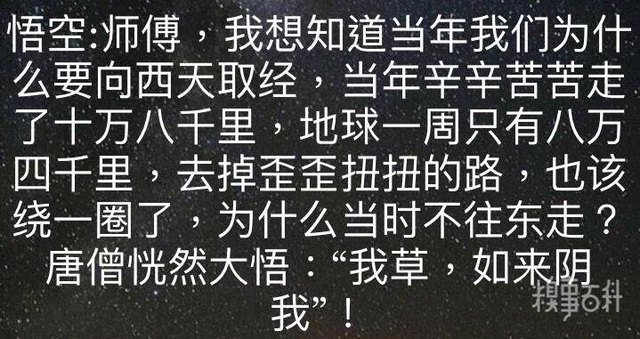 悟空:师傅，我想知道当年我们为什
么要向西天取经，当年辛辛苦苦走
了十万八千里，地球一周只有八万
四千里，去掉歪歪扭扭的路，也该
绕一圈了，为什么当时不往东走？
唐僧恍然大悟：“我草，如来阴
我”！
糗事百科